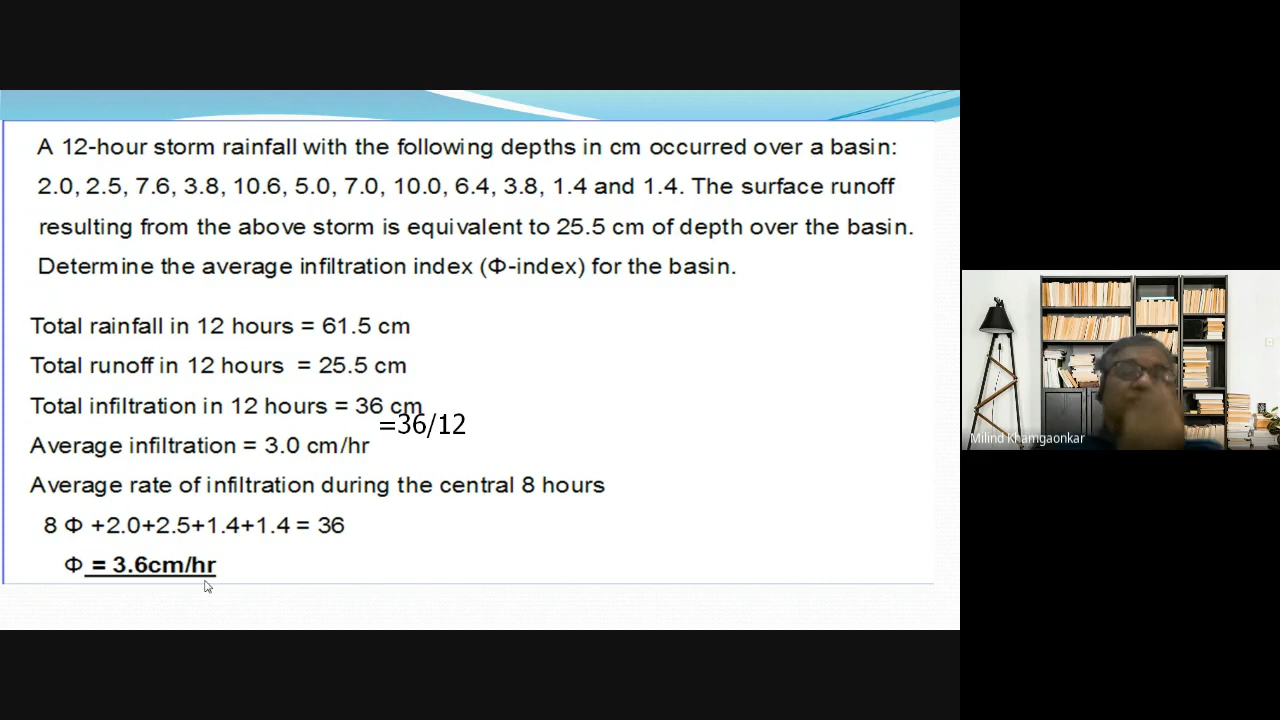 A 12-hour storm rainfall with the following depths in cm occurred over a basin:
2.0, 2.5, 7.6, 3.8, 10.6, 5.0, 7.0, 10.0, 6.4, 3.8, 1.4 and 1.4. The surface runoff
resulting from the above storm is equivalent to 25.5 cm of depth over the basin.
Determine the average infiltration index (Φ-index) for the basin.
Total rainfall in 12 hours = 61.5 cm
Total runoff in 12 hours = 25.5 cm
Total infiltration in 12 hours = 36 cm
=36/12
Average infiltration = 3.0 cm/hr
Average rate of infiltration during the central 8 hours
8 Φ +2.0+2.5+1.4+1.4 = 36
Φ = 3.6cm/hr
Milind Khamgaonkar